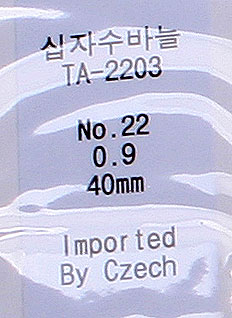 십자수바늘
TA-2203
No.22
0.9
40mm
Imported
By Czech